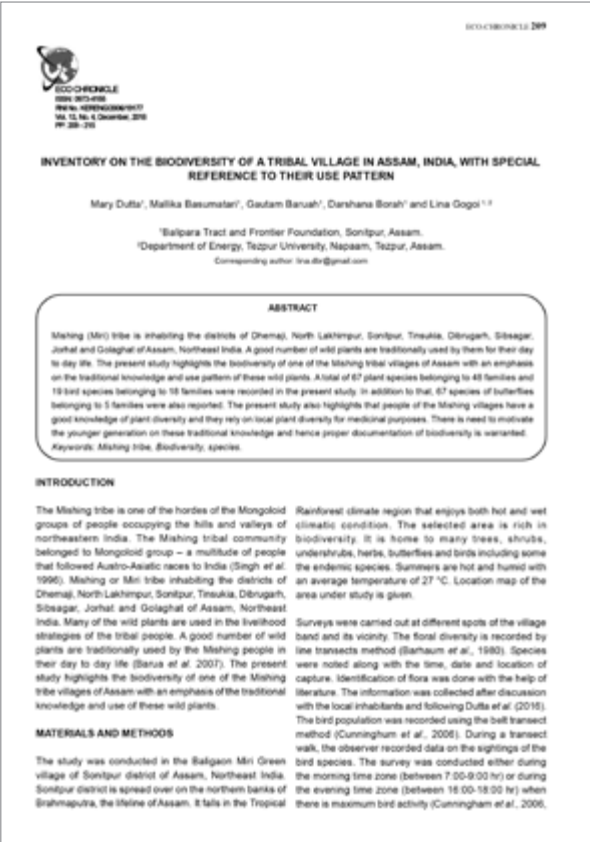 ECO-CHRONICLE 209
ECO CHRONICLE
ISSN: 0973-4155
RNI No. KERENG/2006/19177
Vol. 13, No. 4, December, 2018
PP: 209 - 215
INVENTORY ON THE BIODIVERSITY OF A TRIBAL VILLAGE IN ASSAM, INDIA, WITH SPECIAL
REFERENCE TO THEIR USE PATTERN
Mary Dutta¹, Mallika Basumatari¹, Gautam Baruah¹, Darshana Borah¹ and Lina Gogoi ¹, ²
¹Balipara Tract and Frontier Foundation, Sonitpur, Assam.
²Department of Energy, Tezpur University, Napaam, Tezpur, Assam.
Corresponding author: lina.dbr@gmail.com
ABSTRACT
Mishing (Miri) tribe is inhabiting the districts of Dhemaji, North Lakhimpur, Sonitpur, Tinsukia, Dibrugarh, Sibsagar,
Jorhat and Golaghat of Assam, Northeast India. A good number of wild plants are traditionally used by them for their day
to day life. The present study highlights the biodiversity of one of the Mishing tribal villages of Assam with an emphasis
on the traditional knowledge and use pattern of these wild plants. A total of 67 plant species belonging to 48 families and
19 bird species belonging to 18 families were recorded in the present study. In addition to that, 67 species of butterflies
belonging to 5 families were also reported. The present study also highlights that people of the Mishing villages have a
good knowledge of plant diversity and they rely on local plant diversity for medicinal purposes. There is need to motivate
the younger generation on these traditional knowledge and hence proper documentation of biodiversity is warranted.
Keywords: Mishing tribe, Biodiversity, species.
INTRODUCTION
The Mishing tribe is one of the hordes of the Mongoloid
groups of people occupying the hills and valleys of
northeastern India. The Mishing tribal community
belonged to Mongoloid group – a multitude of people
that followed Austro-Asiatic races to India (Singh et al.
1996). Mishing or Miri tribe inhabiting the districts of
Dhemaji, North Lakhimpur, Sonitpur, Tinsukia, Dibrugarh,
Sibsagar, Jorhat and Golaghat of Assam, Northeast
India. Many of the wild plants are used in the livelihood
strategies of the tribal people. A good number of wild
plants are traditionally used by the Mishing people in
their day to day life (Barua et al. 2007). The present
study highlights the biodiversity of one of the Mishing
tribe villages of Assam with an emphasis of the traditional
knowledge and use of these wild plants.
MATERIALS AND METHODS
The study was conducted in the Baligaon Miri Green
village of Sonitpur district of Assam, Northeast India.
Sonitpur district is spread over on the northern banks of
Brahmaputra, the lifeline of Assam. It falls in the Tropical
Rainforest climate region that enjoys both hot and wet
climatic condition. The selected area is rich in
biodiversity. It is home to many trees, shrubs,
undershrubs, herbs, butterflies and birds including some
the endemic species. Summers are hot and humid with
an average temperature of 27 °C. Location map of the
area under study is given.
Surveys were carried out at different spots of the village
band and its vicinity. The floral diversity is recorded by
line transects method (Barhaum et al., 1980). Species
were noted along with the time, date and location of
capture. Identification of flora was done with the help of
literature. The information was collected after discussion
with the local inhabitants and following Dutta et al. (2016).
The bird population was recorded using the belt transect
method (Cunningham et al., 2006). During a transect
walk, the observer recorded data on the sightings of the
bird species. The survey was conducted either during
the morning time zone (between 7:00-9:00 hr) or during
the evening time zone (between 16:00-18:00 hr) when
there is maximum bird activity (Cunningham et al., 2006,